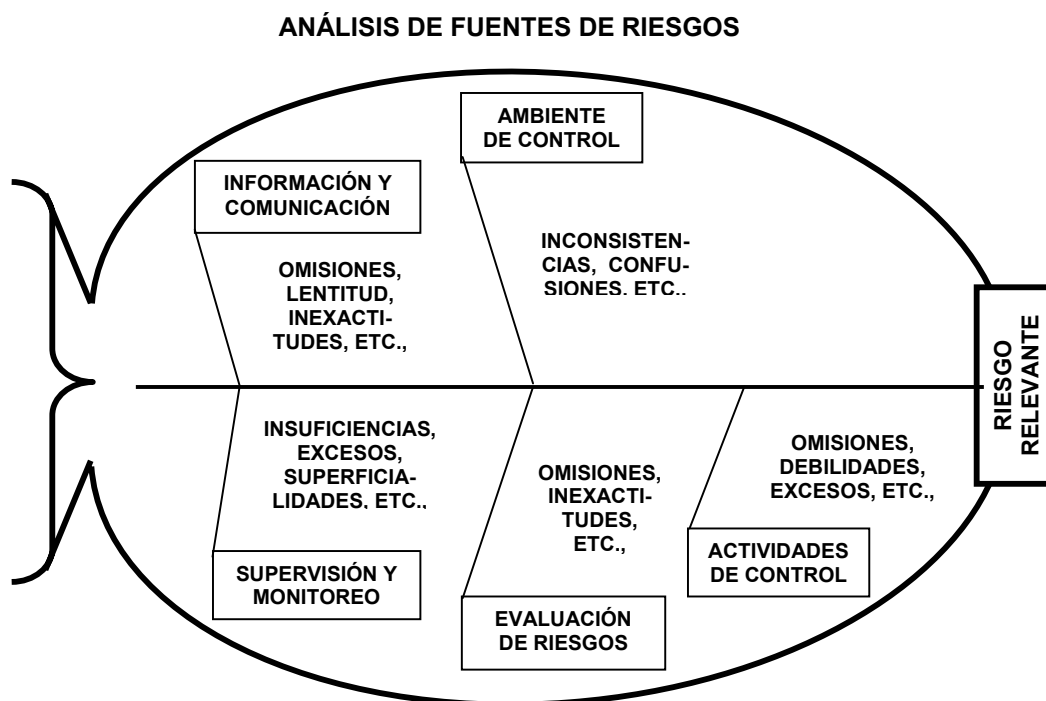 ANÁLISIS DE FUENTES DE RIESGOS
AMBIENTE
DE CONTROL
INFORMACIÓN Y
COMUNICACIÓN
INCONSISTEN-
CIAS, CONFU-
SIONES, ETC.,
OMISIONES,
LENTITUD,
INEXACTI-
TUDES, ETC.,
RIESGO
RELEVANTE
INSUFICIENCIAS,
EXCESOS,
SUPERFICIA-
LIDADES, ETC.,
OMISIONES,
INEXACTI-
TUDES,
ETC.,
OMISIONES,
DEBILIDADES,
EXCESOS, ETC.,
SUPERVISIÓN Y
MONITOREO
EVALUACIÓN
DE RIESGOS
ACTIVIDADES
DE CONTROL